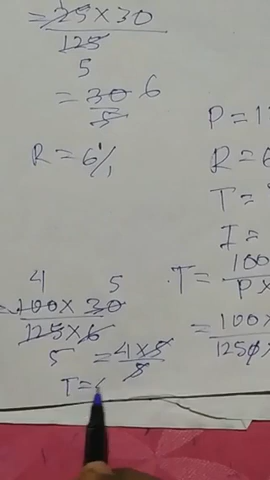 = 25 × 30
125
5
= 30 6
5
R = 6%
4 5
= 100 × 30
125 × 6
5 = 4 × 5
5
T =
P = 1
R = 6
T =
I =
T = 100
P ×
= 100 ×
1250 ×